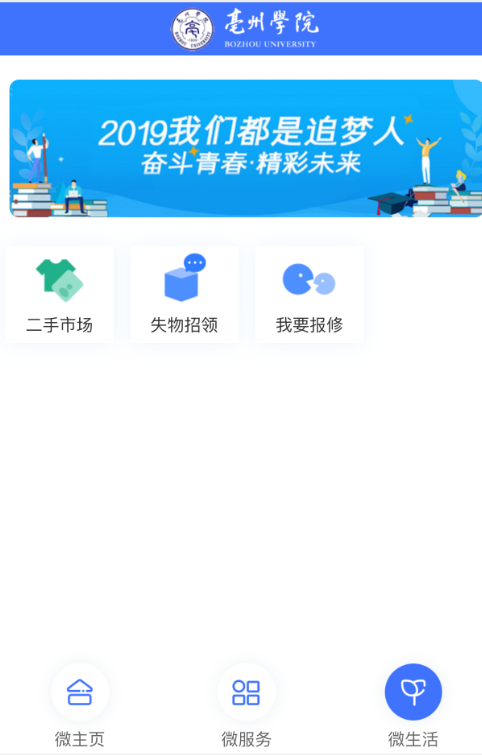 亳州學院
BOZHOU UNIVERSITY
2019我们都是追梦人
奋斗青春·精彩未来
二手市场
失物招领
我要报修
微主页
微服务
微生活